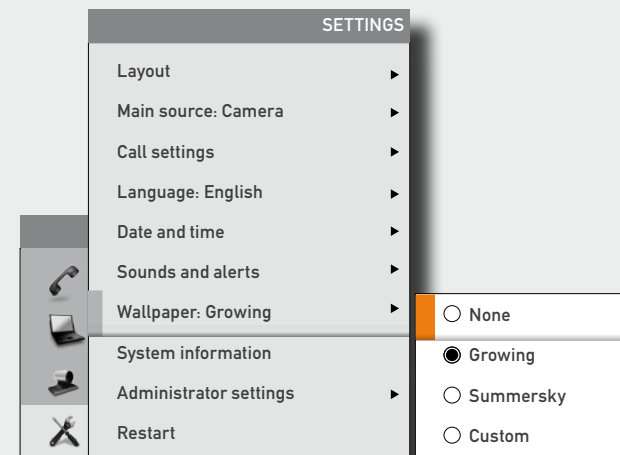 SETTINGS
Layout
Main source: Camera
Call settings
Language: English
Date and time
Sounds and alerts
Wallpaper: Growing
System information
Administrator settings
Restart
None
Growing
Summersky
Custom